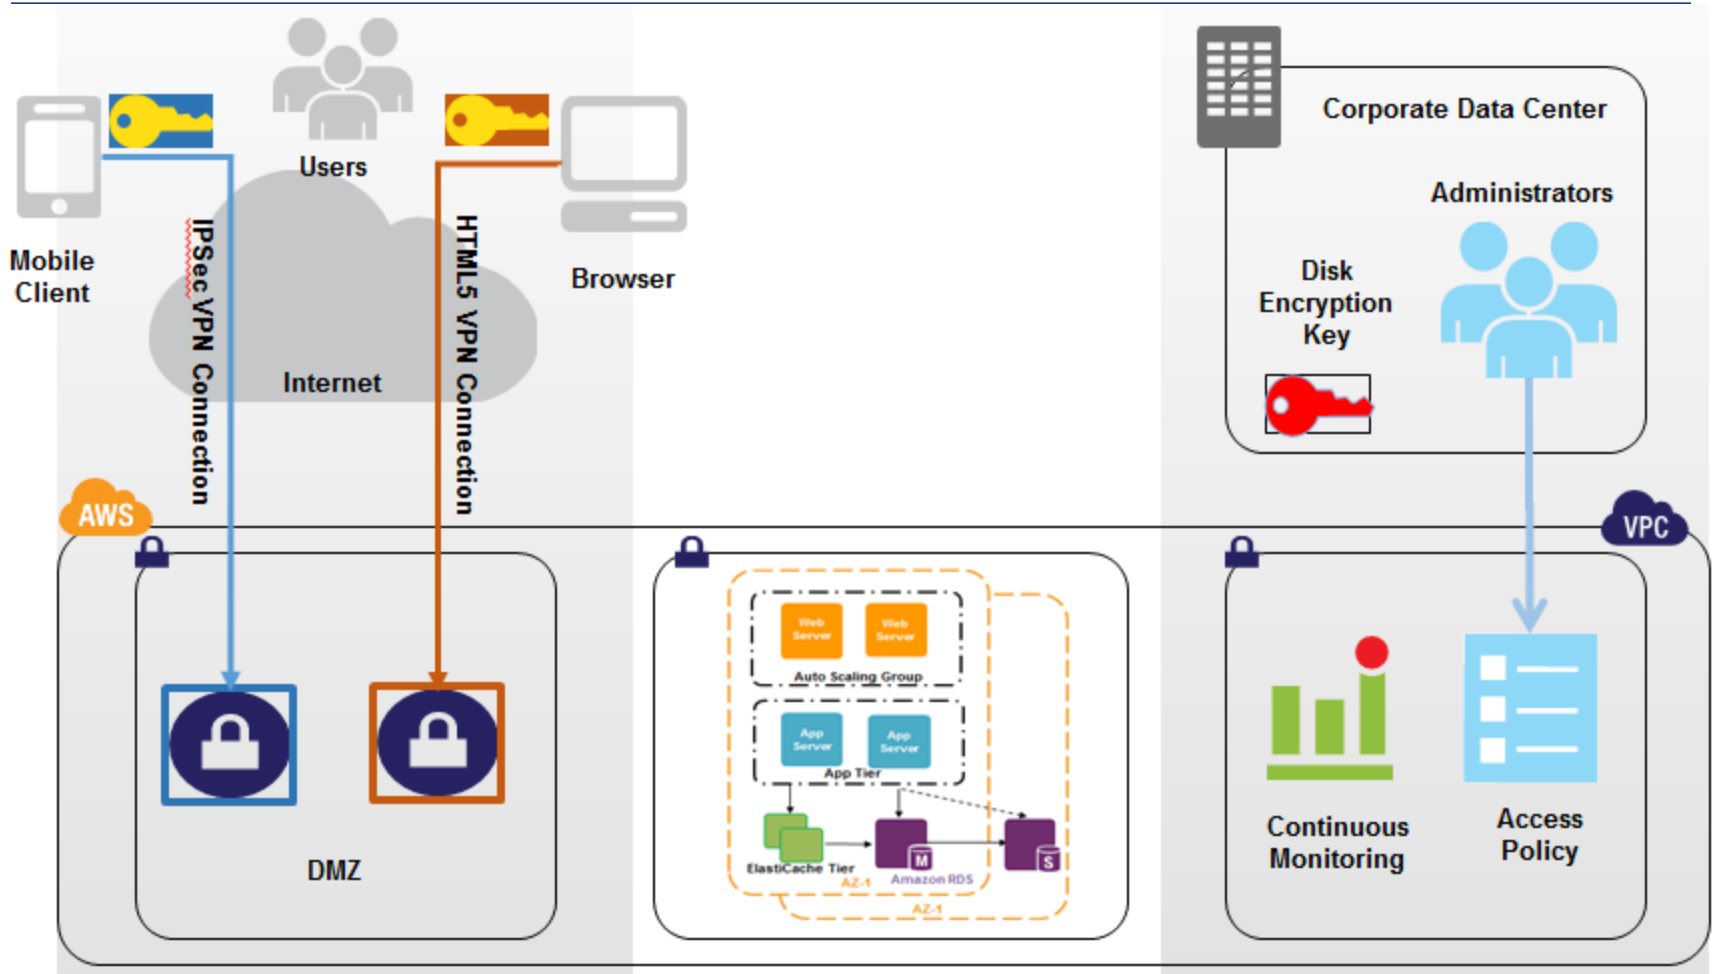 Users
Mobile
Client
IPSec VPN Connection
HTML5 VPN Connection
Browser
Internet
Corporate Data Center
Administrators
Disk
Encryption
Key
AWS
VPC
DMZ
Web
Server
Web
Server
Auto Scaling Group
App
Server
App
Server
App Tier
ElastiCache Tier
M
S
Amazon RDS
AZ-1
AZ-1
Continuous
Monitoring
Access
Policy